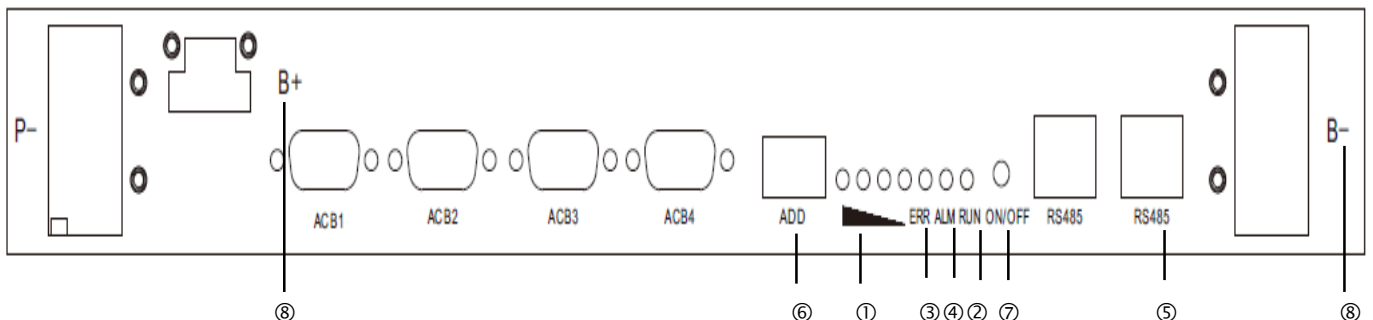 B+
P-
B-
ACB1
ACB2
ACB3
ACB4
ADD
ERR ALM RUN ON/OFF
RS485
RS485
⑧
⑥
①
③④②⑦
⑤
⑧